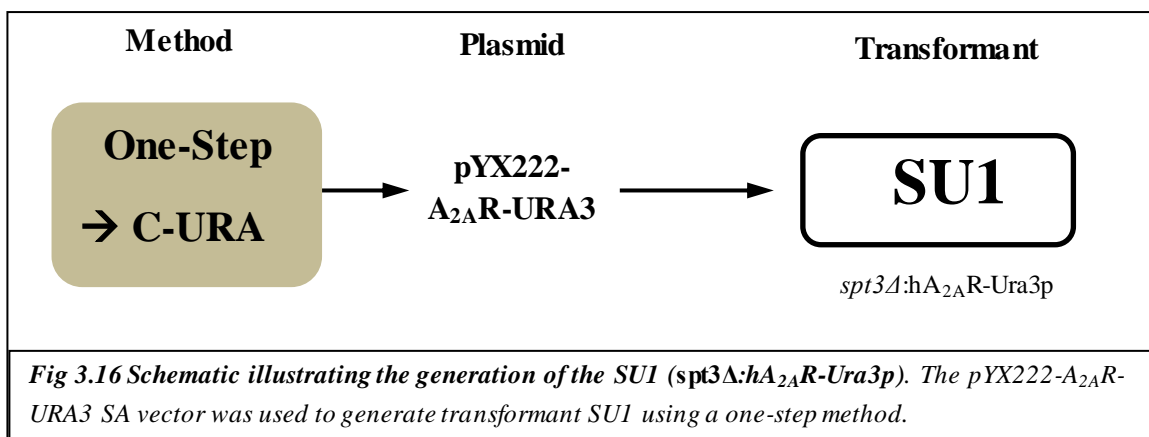 Method Plasmid Transformant
One-Step
→ C-URA
pYX222-
A₂ₐR-URA3
SU1
spt3Δ:hA₂ₐR-Ura3p
Fig 3.16 Schematic illustrating the generation of the SU1 (spt3Δ:hA₂ₐR-Ura3p). The pYX222-A₂ₐR-
URA3 SA vector was used to generate transformant SU1 using a one-step method.